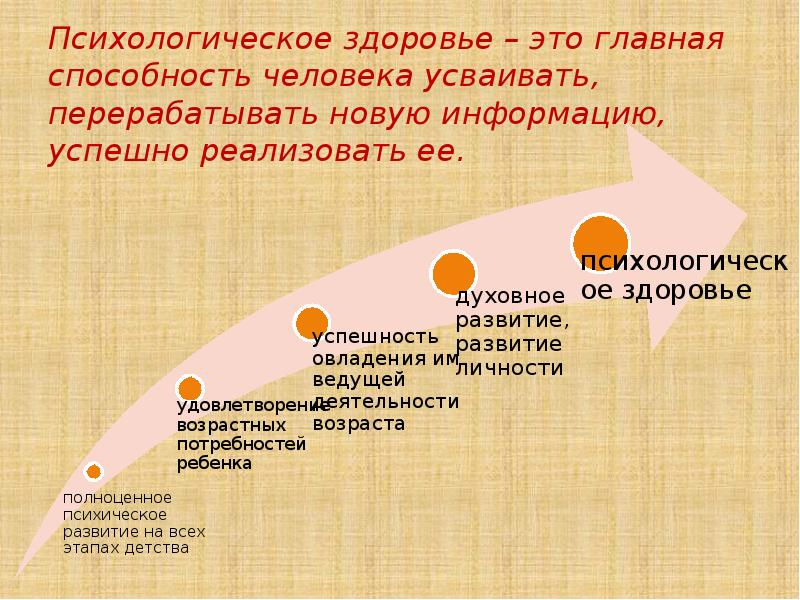 Психологическое здоровье – это главная
способность человека усваивать,
перерабатывать новую информацию,
успешно реализовать ее.
полноценное
психическое
развитие на всех
этапах детства
удовлетворение
возрастных
потребностей
ребенка
успешность
овладения им
ведущей
деятельности
возраста
духовное
развитие,
развитие
личности
психологическ
ое здоровье